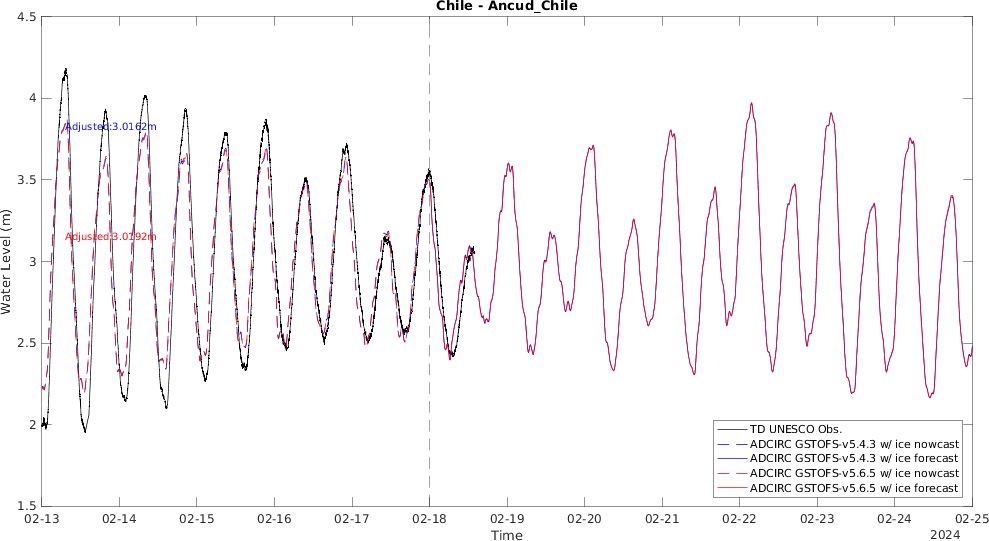 Chile - Ancud_Chile
4.5
4
3.5
3
2.5
2
1.5
Water Level (m)
Adjusted:3.0162m
Adjusted:3.0192m
TD UNESCO Obs.
ADCIRC GSTOFS-v5.4.3 w/ ice nowcast
ADCIRC GSTOFS-v5.4.3 w/ ice forecast
ADCIRC GSTOFS-v5.6.5 w/ ice nowcast
ADCIRC GSTOFS-v5.6.5 w/ ice forecast
02-13 02-14 02-15 02-16 02-17 02-18 02-19 02-20 02-21 02-22 02-23 02-24 02-25
Time
2024